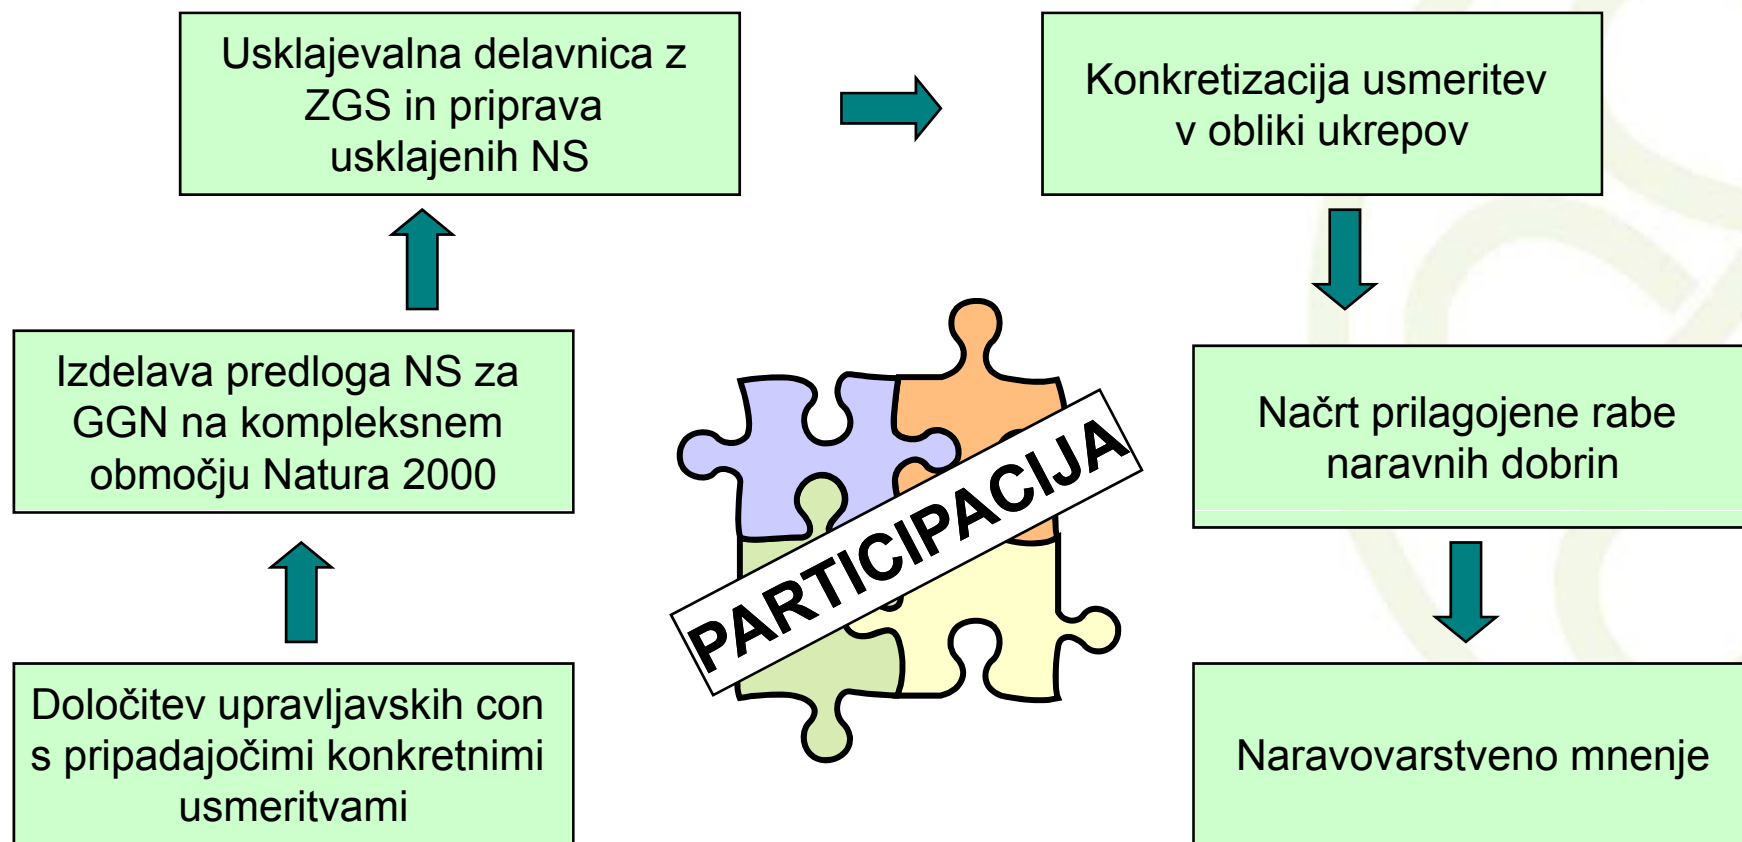 Usklajevalna delavnica z
ZGS in priprava
usklajenih NS
Konkretizacija usmeritev
v obliki ukrepov
Izdelava predloga NS za
GGN na kompleksnem
območju Natura 2000
PARTICIPACIJA
Načrt prilagojene rabe
naravnih dobrin
Določitev upravljavskih con
s pripadajočimi konkretnimi
usmeritvami
Naravovarstveno mnenje